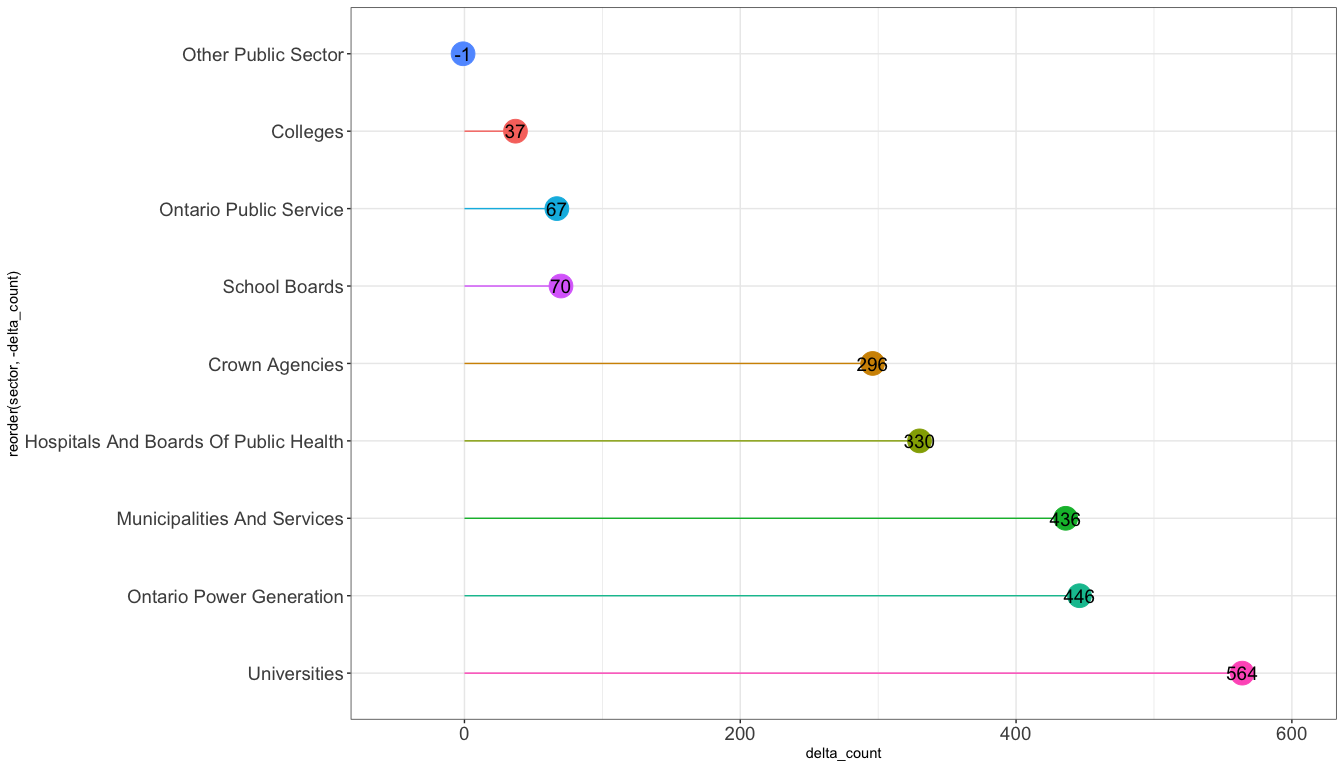 Other Public Sector
-1
Colleges
37
Ontario Public Service
67
School Boards
70
Crown Agencies
296
Hospitals And Boards Of Public Health
330
Municipalities And Services
436
Ontario Power Generation
446
Universities
564
reorder(sector, -delta_count)
0 200 400 600
delta_count